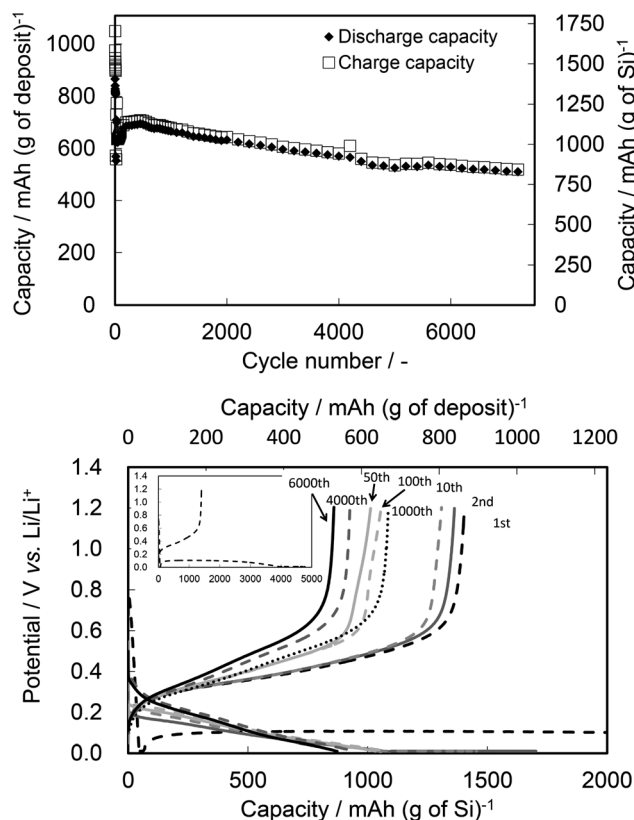 Capacity / mAh (g of deposit)-1
1000
800
600
400
200
0
◆ Discharge capacity
□ Charge capacity
1750
1500
1250
1000
750
500
250
0
Capacity / mAh (g of Si)-1
0 2000 4000 6000
Cycle number / -
Capacity / mAh (g of deposit)-1
0 200 400 600 800 1000 1200
Potential / V vs. Li/Li+
1.4
1.2
1.0
0.8
0.6
0.4
0.2
0.0
1.4
1.2
1.0
0.8
0.6
0.4
0.2
0.0
0 1000 2000 3000 4000 5000
6000th
4000th
50th
100th
1000th
10th
2nd
1st
0 500 1000 1500 2000
Capacity / mAh (g of Si)-1